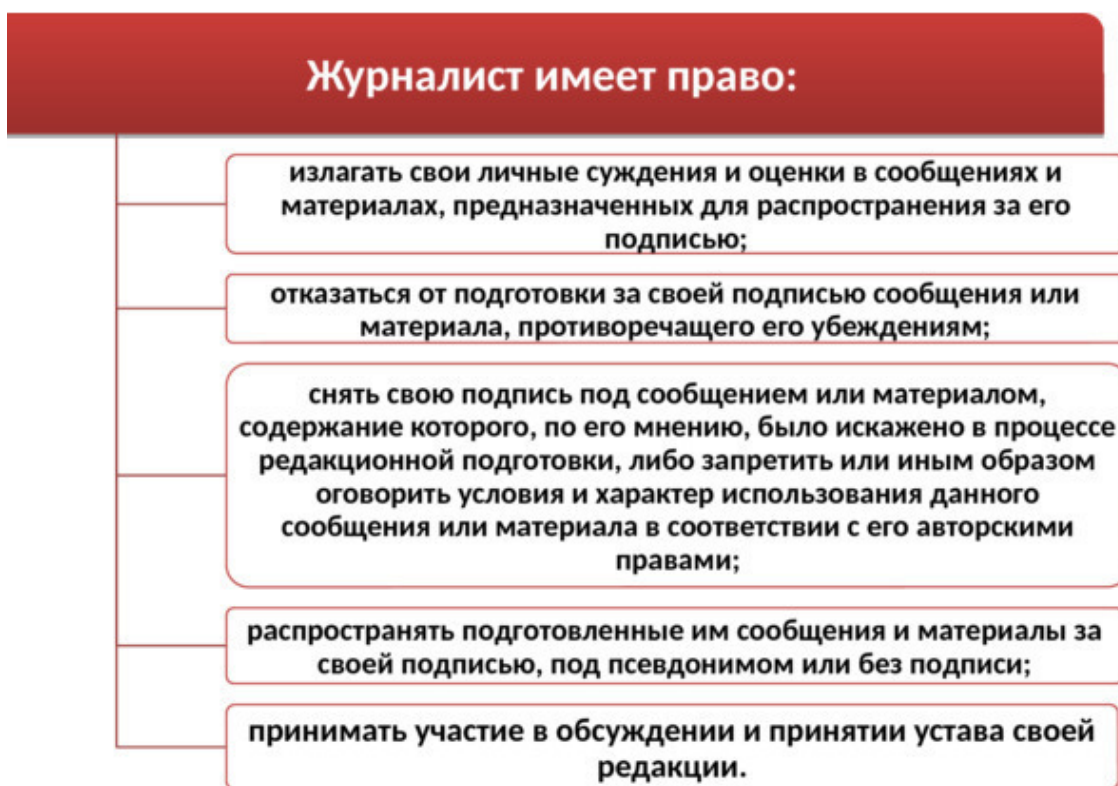 Журналист имеет право:
излагать свои личные суждения и оценки в сообщениях и
материалах, предназначенных для распространения за его
подписью;
отказаться от подготовки за своей подписью сообщения или
материала, противоречащего его убеждениям;
снять свою подпись под сообщением или материалом,
содержание которого, по его мнению, было искажено в процессе
редакционной подготовки, либо запретить или иным образом
оговорить условия и характер использования данного
сообщения или материала в соответствии с его авторскими
правами;
распространять подготовленные им сообщения и материалы за
своей подписью, под псевдонимом или без подписи;
принимать участие в обсуждении и принятии устава своей
редакции.